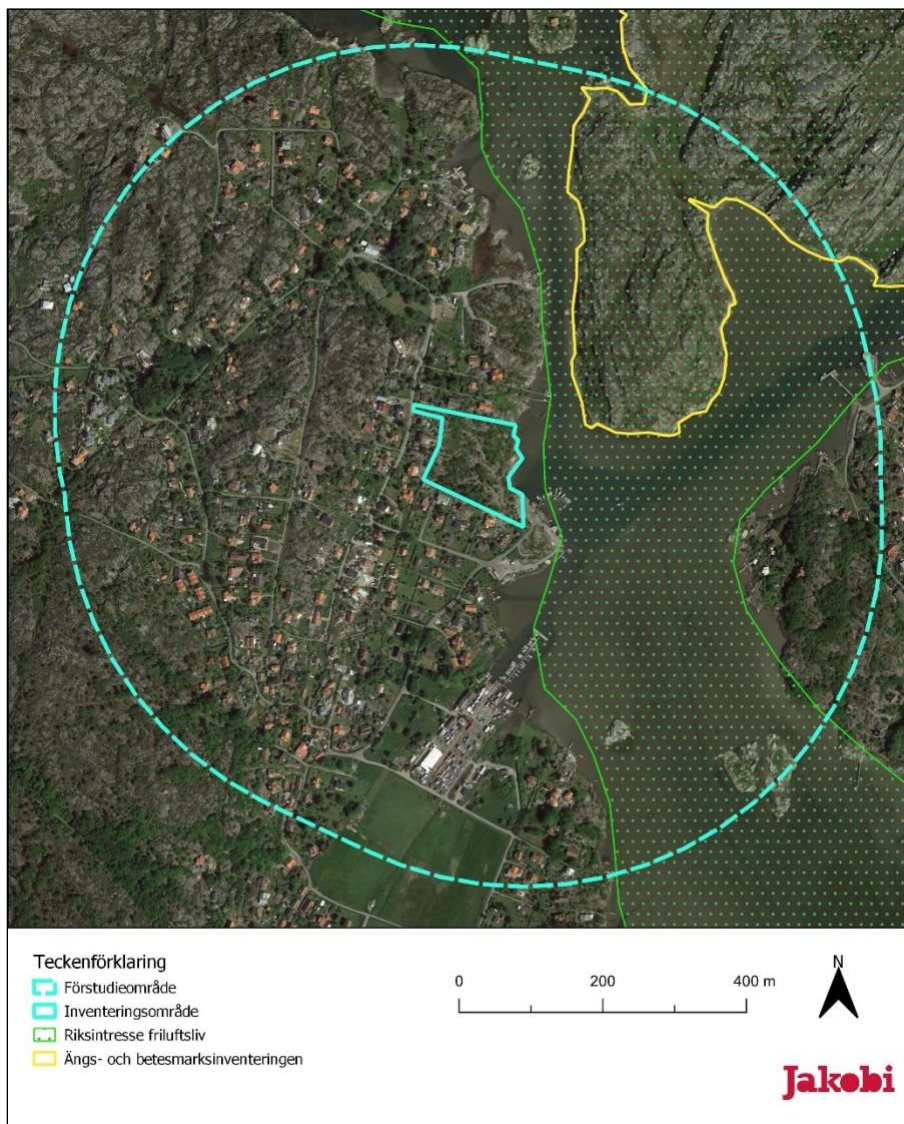 Teckenförklaring
Förstudieområde
Inventeringsområde
Riksintresse friluftsliv
Ängs- och betesmarksinventeringen
0 200 400 m
N
Jakobi